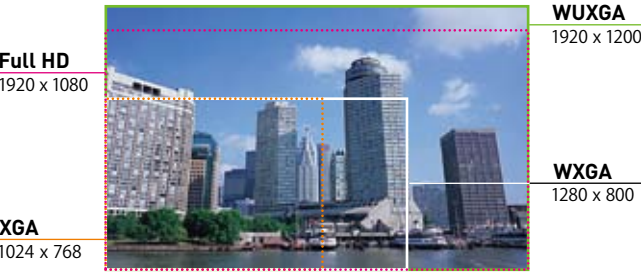 WUXGA
1920 x 1200
Full HD
1920 x 1080
WXGA
1280 x 800
XGA
1024 x 768